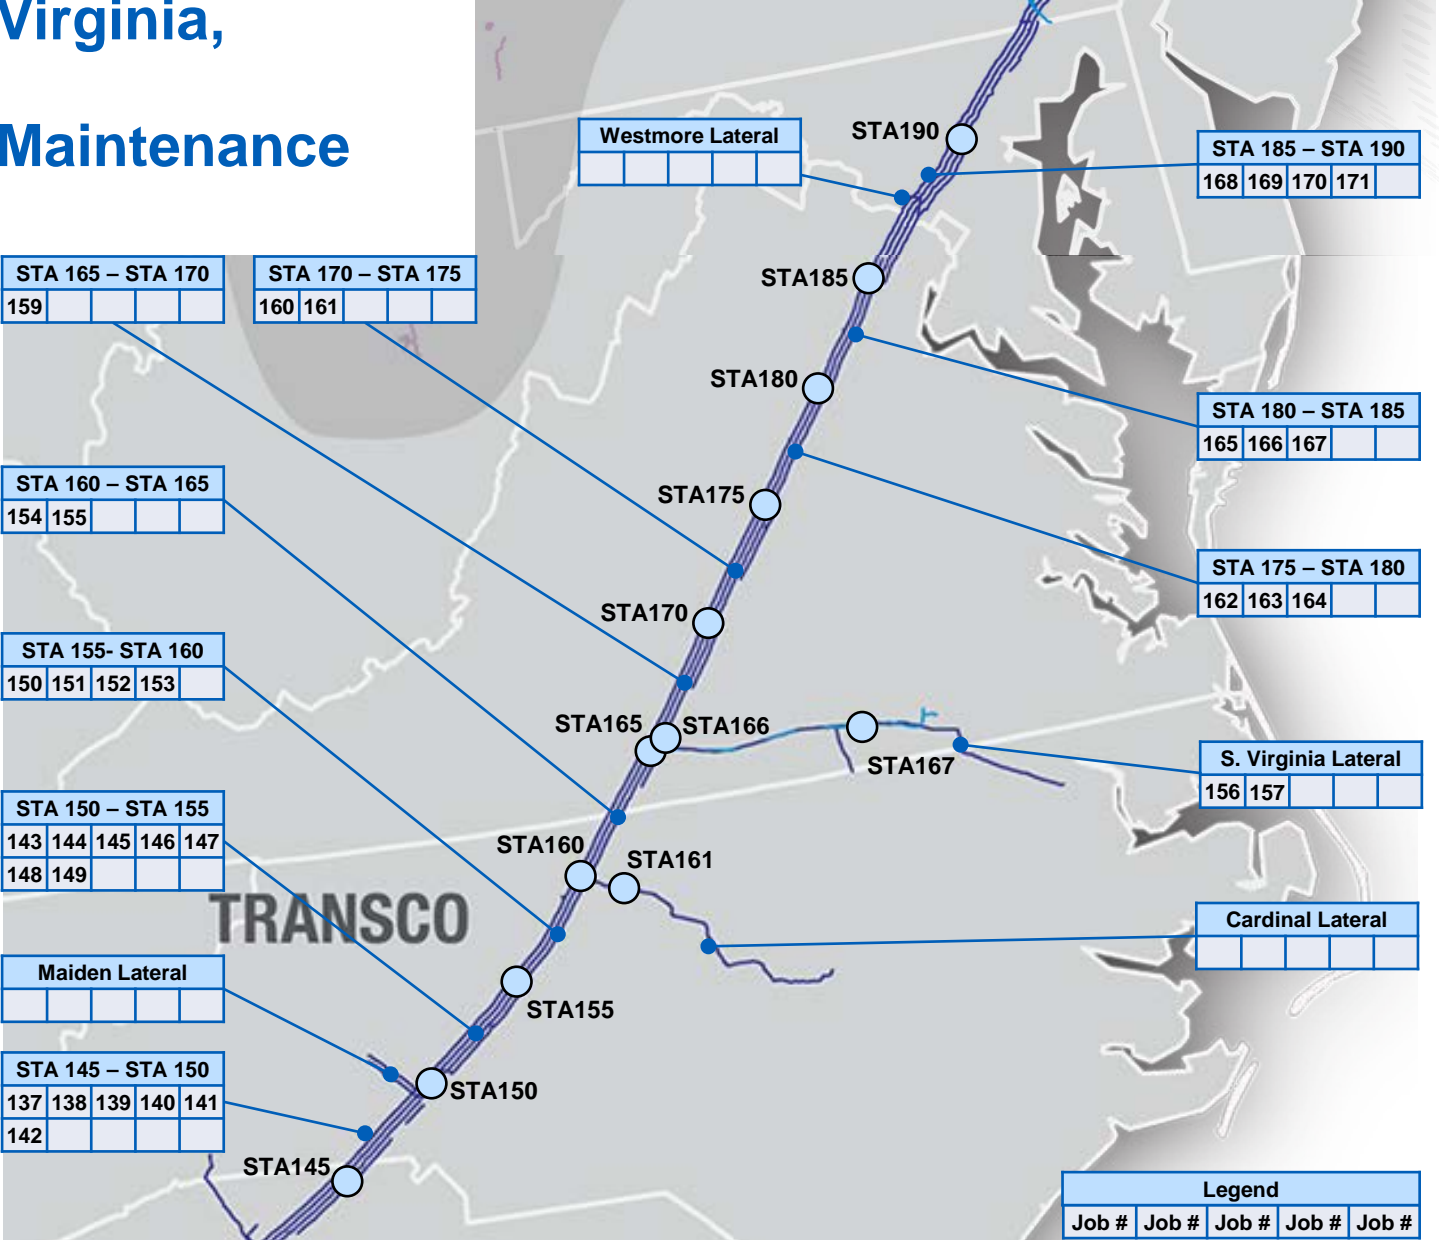 Virginia,
Maintenance
Westmore Lateral
STA190
STA 185 – STA 190
168 169 170 171
STA 165 – STA 170
159
STA 170 – STA 175
160 161
STA185
STA180
STA 180 – STA 185
165 166 167
STA 160 – STA 165
154 155
STA175
STA 175 – STA 180
162 163 164
STA170
STA 155- STA 160
150 151 152 153
STA165
STA166
STA167
S. Virginia Lateral
156 157
STA 150 – STA 155
143 144 145 146 147
148 149
STA160
STA161
TRANSCO
Cardinal Lateral
Maiden Lateral
STA155
STA 145 – STA 150
137 138 139 140 141
142
STA150
STA145
Legend
Job # Job # Job # Job # Job #